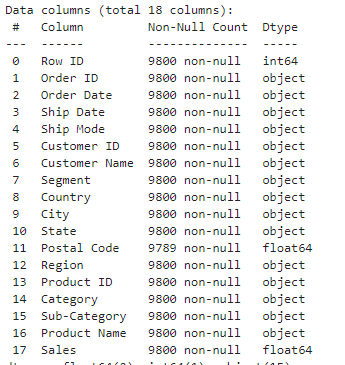 Data columns (total 18 columns):
 #   Column         Non-Null Count  Dtype
---  ------         --------------  -----
 0   Row ID         9800 non-null   int64
 1   Order ID       9800 non-null   object
 2   Order Date     9800 non-null   object
 3   Ship Date      9800 non-null   object
 4   Ship Mode      9800 non-null   object
 5   Customer ID    9800 non-null   object
 6   Customer Name  9800 non-null   object
 7   Segment        9800 non-null   object
 8   Country        9800 non-null   object
 9   City           9800 non-null   object
 10  State          9800 non-null   object
 11  Postal Code    9789 non-null   float64
 12  Region         9800 non-null   object
 13  Product ID     9800 non-null   object
 14  Category       9800 non-null   object
 15  Sub-Category   9800 non-null   object
 16  Product Name   9800 non-null   object
 17  Sales          9800 non-null   float64